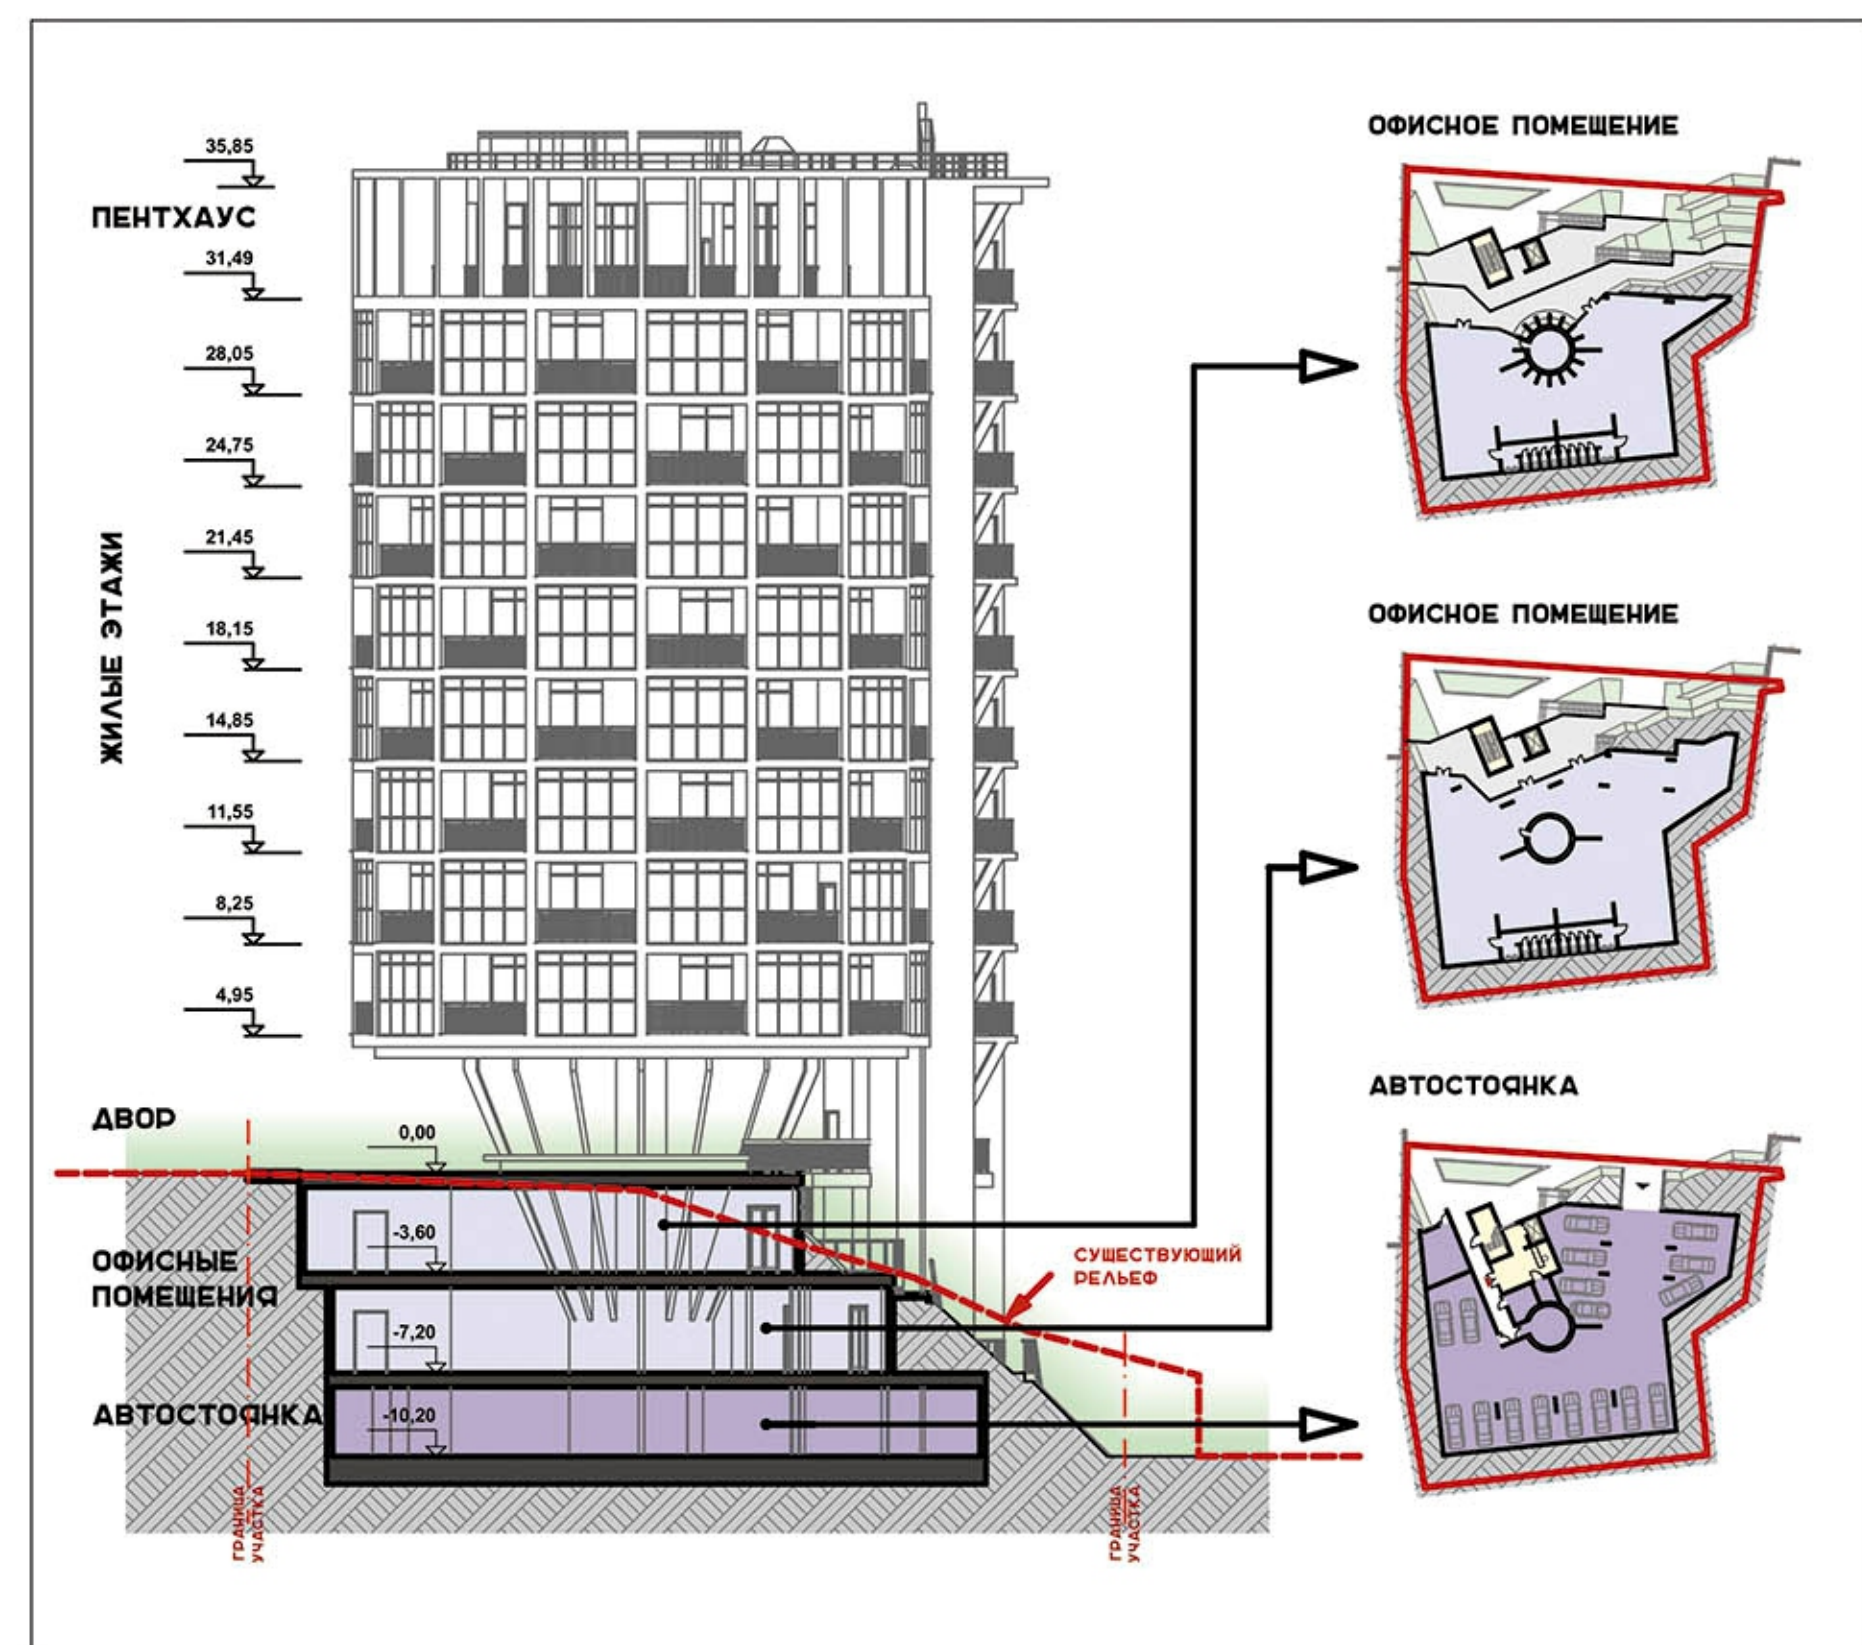 35,85
ПЕНТХАУС
31,49
28,05
24,75
21,45
ЖИЛЫЕ ЭТАЖИ
18,15
14,85
11,55
8,25
4,95
ДВОР
0,00
-3,60
ОФИСНЫЕ
ПОМЕЩЕНИЯ
-7,20
АВТОСТОЯНКА
-10,20
ГРАНИЦА
УЧАСТКА
СУЩЕСТВУЮЩИЙ
РЕЛЬЕФ
ГРАНИЦА
УЧАСТКА
ОФИСНОЕ ПОМЕЩЕНИЕ
ОФИСНОЕ ПОМЕЩЕНИЕ
АВТОСТОЯНКА